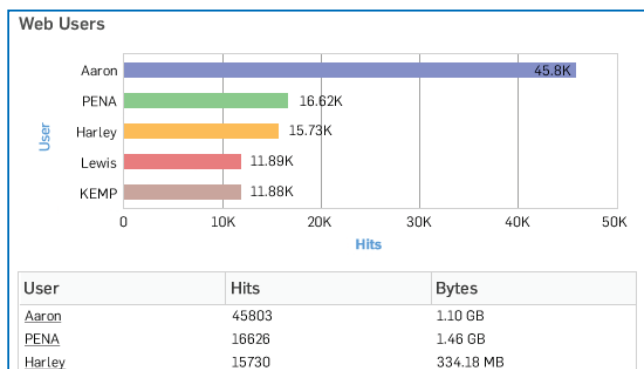 Web Users
Aaron 45.8K
PENA 16.62K
Harley 15.73K
Lewis 11.89K
KEMP 11.88K
User
0 10K 20K 30K 40K 50K
Hits
User Hits Bytes
Aaron 45803 1.10 GB
PENA 16626 1.46 GB
Harley 15730 334.18 MB